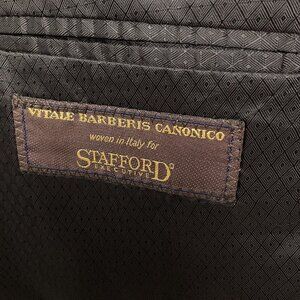 VITALE BARBERIS CANONICO
woven in Italy for
STAFFORD
EXECUTIVE